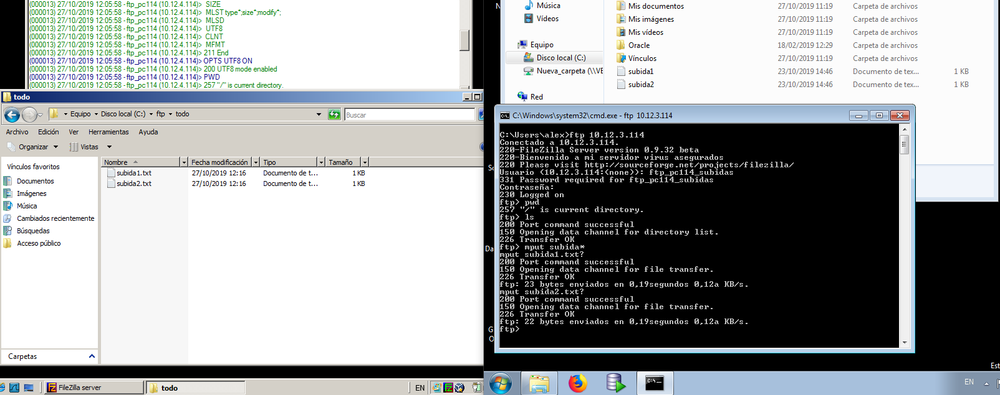 (000013) 27/10/2019 12:05:58 - ftp_pc114 (10.12.4.114)> SIZE
(000013) 27/10/2019 12:05:58 - ftp_pc114 (10.12.4.114)> MLST type*;size*;modify*;
(000013) 27/10/2019 12:05:58 - ftp_pc114 (10.12.4.114)> MLSD
(000013) 27/10/2019 12:05:58 - ftp_pc114 (10.12.4.114)> UTF8
(000013) 27/10/2019 12:05:58 - ftp_pc114 (10.12.4.114)> CLNT
(000013) 27/10/2019 12:05:58 - ftp_pc114 (10.12.4.114)> MFMT
(000013) 27/10/2019 12:05:58 - ftp_pc114 (10.12.4.114)> 211 End
(000013) 27/10/2019 12:05:58 - ftp_pc114 (10.12.4.114)> OPTS UTF8 ON
(000013) 27/10/2019 12:05:58 - ftp_pc114 (10.12.4.114)> 200 UTF8 mode enabled
(000013) 27/10/2019 12:05:58 - ftp_pc114 (10.12.4.114)> PWD
(000013) 27/10/2019 12:05:58 - ftp_pc114 (10.12.4.114)> 257 "/" is current directory.
todo
Equipo Disco local (C:) ftp todo
Buscar
Archivo Edición Ver Herramientas Ayuda
Organizar Vistas
Vínculos favoritos
Documentos
Imágenes
Música
Cambiados recientemente
Búsquedas
Acceso público
Carpetas
Nombre Fecha modificación Tipo Tamaño
subida1.txt 27/10/2019 12:16 Documento de t... 1 KB
subida2.txt 27/10/2019 12:16 Documento de t... 1 KB
FileZilla server
todo
EN
Música
Vídeos
Equipo
Disco local (C:)
Nueva_carpeta (\\VE
Red
Mis documentos 27/10/2019 11:19 Carpeta de archivos
Mis imágenes 27/10/2019 11:19 Carpeta de archivos
Mis vídeos 27/10/2019 11:19 Carpeta de archivos
Oracle 18/02/2019 12:29 Carpeta de archivos
Vínculos 27/10/2019 11:19 Carpeta de archivos
subida1 23/10/2019 14:46 Documento de tex... 1 KB
subida2 23/10/2019 14:46 Documento de tex... 1 KB
C:\Windows\system32\cmd.exe - ftp 10.12.3.114
C:\Users\alex>ftp 10.12.3.114
Conectado a 10.12.3.114.
220-FileZilla Server version 0.9.32 beta
220-Bienvenido a mi servidor virus asegurados
220 Please visit http://sourceforge.net/projects/filezilla/
Usuario (10.12.3.114:(none)): ftp_pc114_subidas
331 Password required for ftp_pc114_subidas
Contraseña:
230 Logged on
ftp> pwd
257 "/" is current directory.
ftp> ls
200 Port command successful
150 Opening data channel for directory list.
226 Transfer OK
ftp> mput subida*
mput subida1.txt?
200 Port command successful
150 Opening data channel for file transfer.
226 Transfer OK
ftp: 23 bytes enviados en 0,19segundos 0,12a KB/s.
mput subida2.txt?
200 Port command successful
150 Opening data channel for file transfer.
226 Transfer OK
ftp: 22 bytes enviados en 0,19segundos 0,12a KB/s.
ftp>
Est
EN